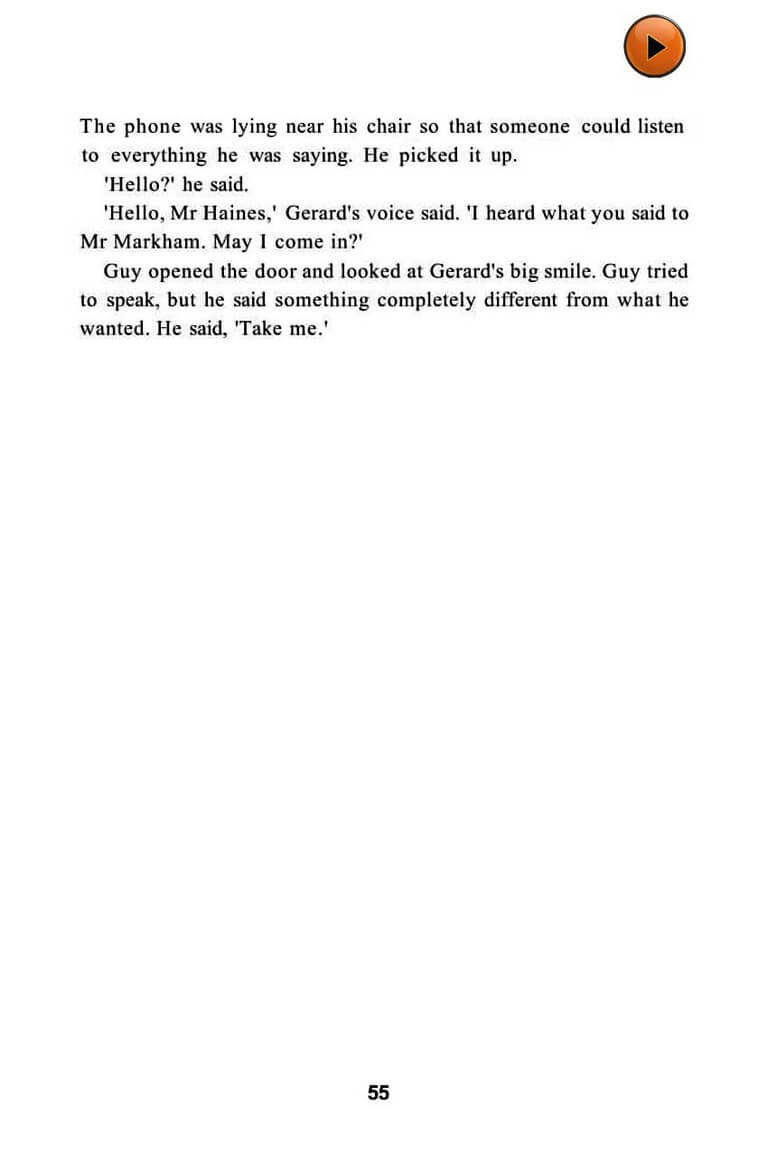 The phone was lying near his chair so that someone could listen
to everything he was saying. He picked it up.
'Hello?' he said.
'Hello, Mr Haines,' Gerard's voice said. 'I heard what you said to
Mr Markham. May I come in?'
Guy opened the door and looked at Gerard's big smile. Guy tried
to speak, but he said something completely different from what he
wanted. He said, 'Take me.'
55